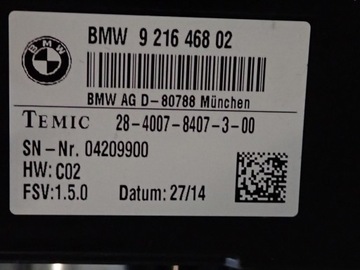 BMW 9 216 468 02
BMW AG D-80788 München
TEMIC 28-4007-8407-3-00
SN-Nr. 04209900
HW: C02
FSV:1.5.0 Datum: 27/14